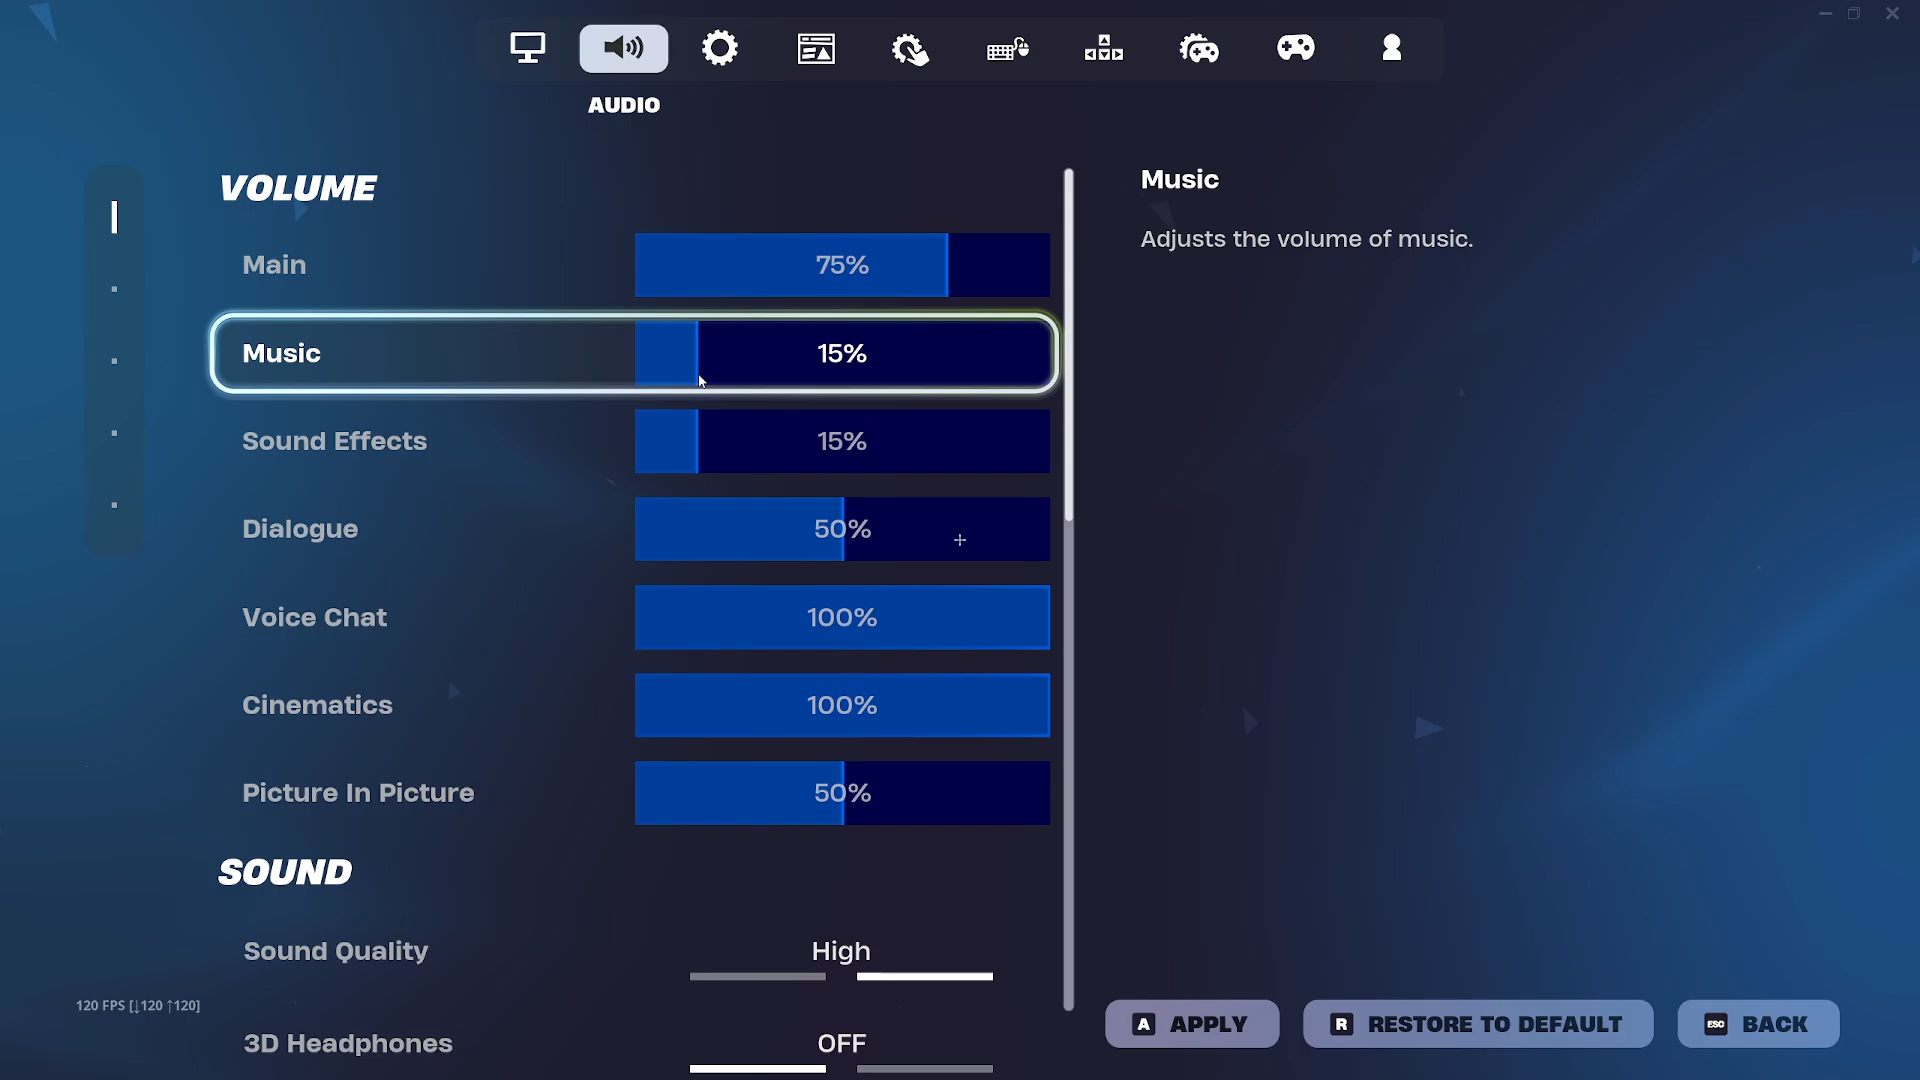 AUDIO
VOLUME
Main 75%
Music 15%
Sound Effects 15%
Dialogue 50%
Voice Chat 100%
Cinematics 100%
Picture In Picture 50%
SOUND
Sound Quality High
3D Headphones OFF
Music
Adjusts the volume of music.
120 FPS [↓120 ↑120]
A APPLY
R RESTORE TO DEFAULT
ESC BACK